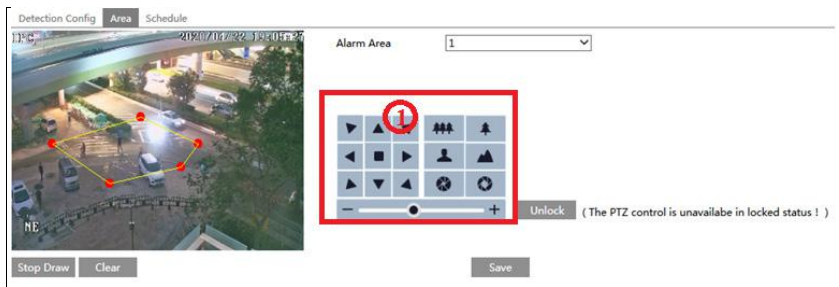 Detection Config Area Schedule
IPC 2020/07/22 19:05:27
Alarm Area 1
1
NE
Unlock ( The PTZ control is unavailabe in locked status ! )
Stop Draw Clear Save